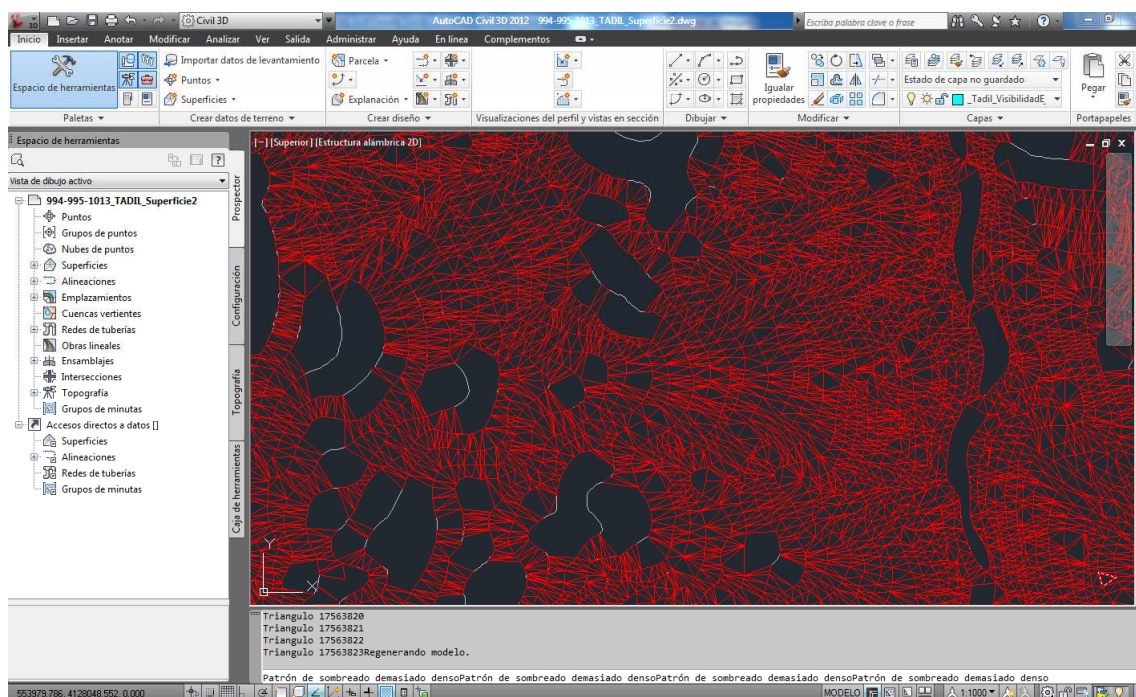 Civil 3D
AutoCAD Civil 3D 2012 994-995-1013_TADIL_Superficie2.dwg
Escriba palabra clave o frase
Inicio Insertar Anotar Modificar Analizar Ver Salida Administrar Ayuda En línea Complementos
Espacio de herramientas
Importar datos de levantamiento
Puntos
Superficies
Parcela
Explanación
Igualar propiedades
Estado de capa no guardado
_Tadil_VisibilidadE
Pegar
Paletas
Crear datos de terreno
Crear diseño
Visualizaciones del perfil y vistas en sección
Dibujar
Modificar
Capas
Portapapeles
Espacio de herramientas
Vista de dibujo activo
994-995-1013_TADIL_Superficie2
Puntos
Grupos de puntos
Nubes de puntos
Superficies
Alineaciones
Emplazamientos
Cuencas vertientes
Redes de tuberías
Obras lineales
Ensamblajes
Intersecciones
Topografía
Grupos de minutas
Accesos directos a datos []
Superficies
Alineaciones
Redes de tuberías
Grupos de minutas
Prospector
Configuración
Topografía
Caja de herramientas
[−] [Superior] [Estructura alámbrica 2D]
Y
X
Triangulo 17563820
Triangulo 17563821
Triangulo 17563822
Triangulo 17563823Regenerando modelo.
Patrón de sombreado demasiado densoPatrón de sombreado demasiado densoPatrón de sombreado demasiado denso
553979.786, 4128048.552, 0.000
MODELO
1:1000